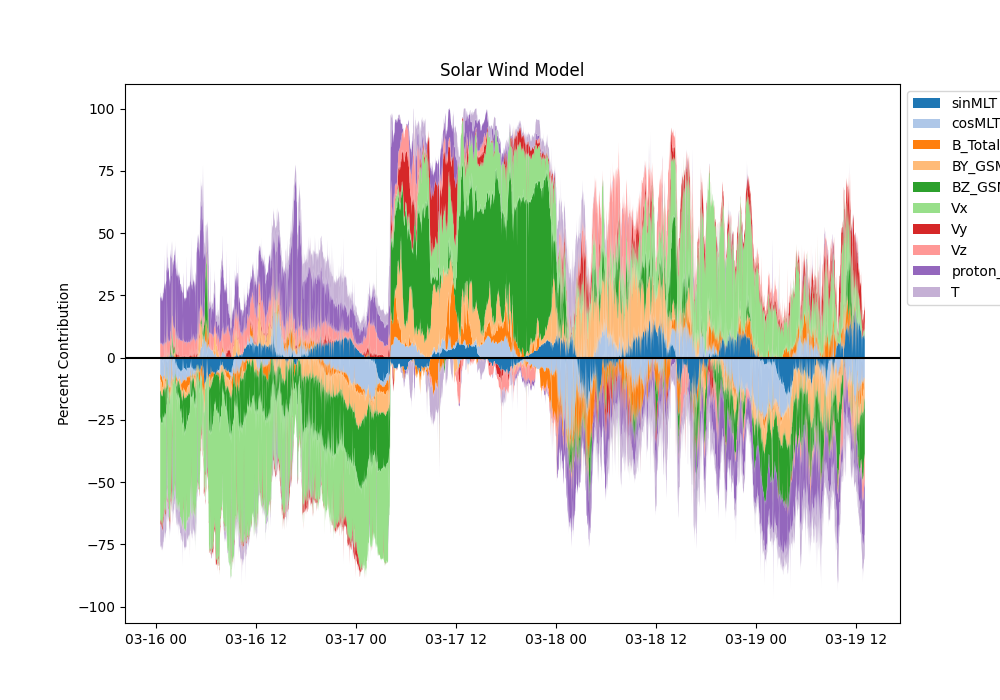 Solar Wind Model
Percent Contribution
100
75
50
25
0
−25
−50
−75
−100
03-16 00
03-16 12
03-17 00
03-17 12
03-18 00
03-18 12
03-19 00
03-19 12
sinMLT
cosMLT
B_Total
BY_GSM
BZ_GSM
Vx
Vy
Vz
proton_
T